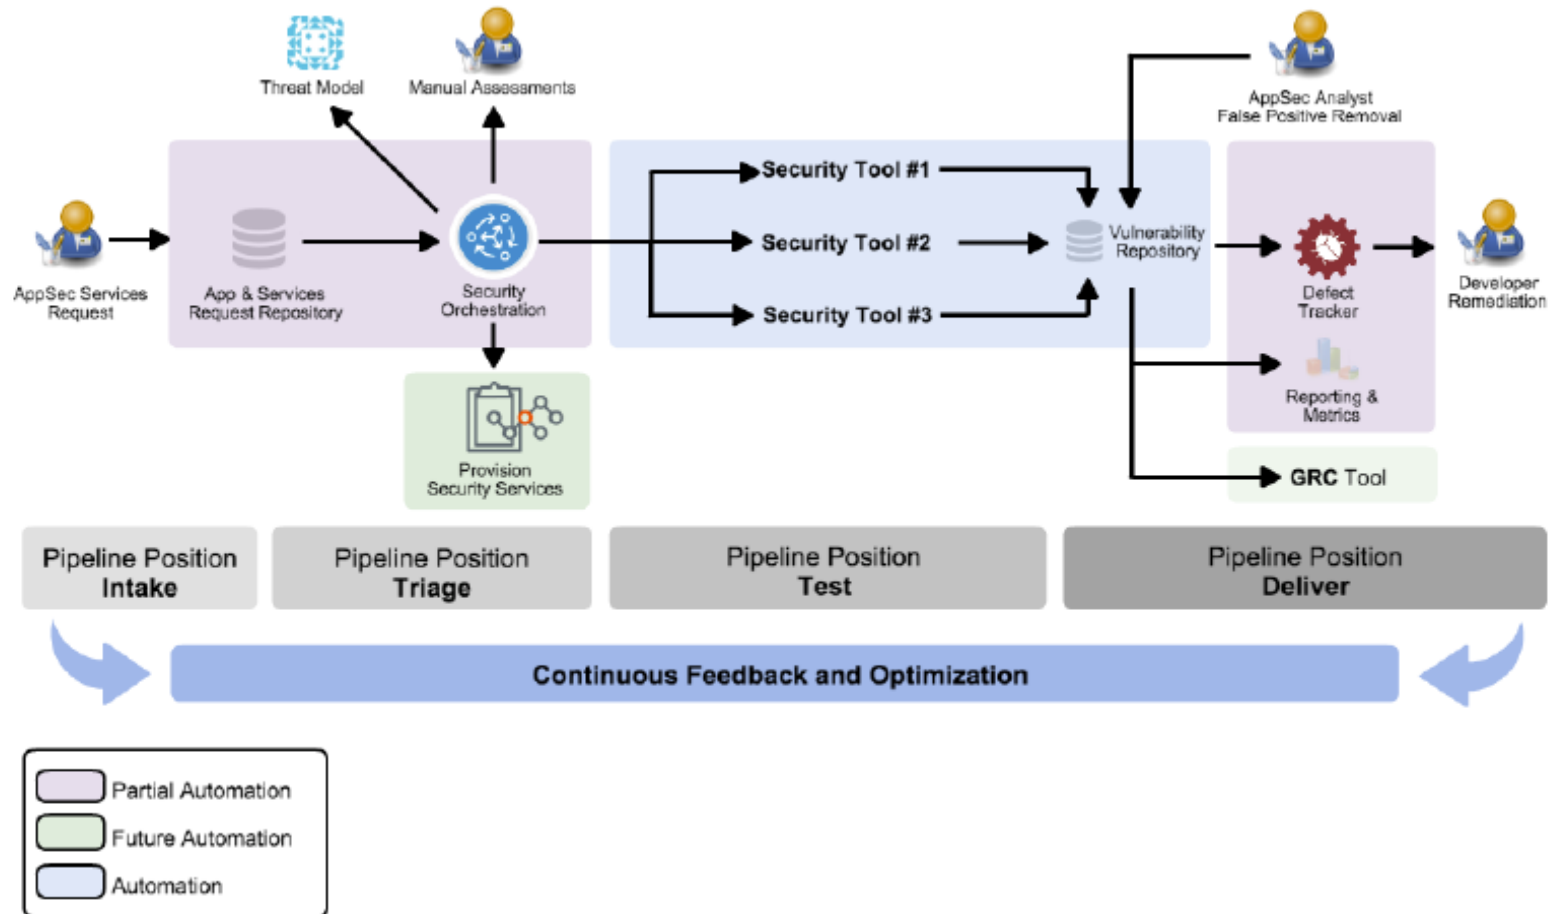 Threat Model
Manual Assessments
AppSec Analyst
False Positive Removal
AppSec Services
Request
App & Services
Request Repository
Security
Orchestration
Security Tool #1
Security Tool #2
Security Tool #3
Vulnerability
Repository
Defect
Tracker
Developer
Remediation
Reporting &
Metrics
Provision
Security Services
GRC Tool
Pipeline Position
Intake
Pipeline Position
Triage
Pipeline Position
Test
Pipeline Position
Deliver
Continuous Feedback and Optimization
Partial Automation
Future Automation
Automation